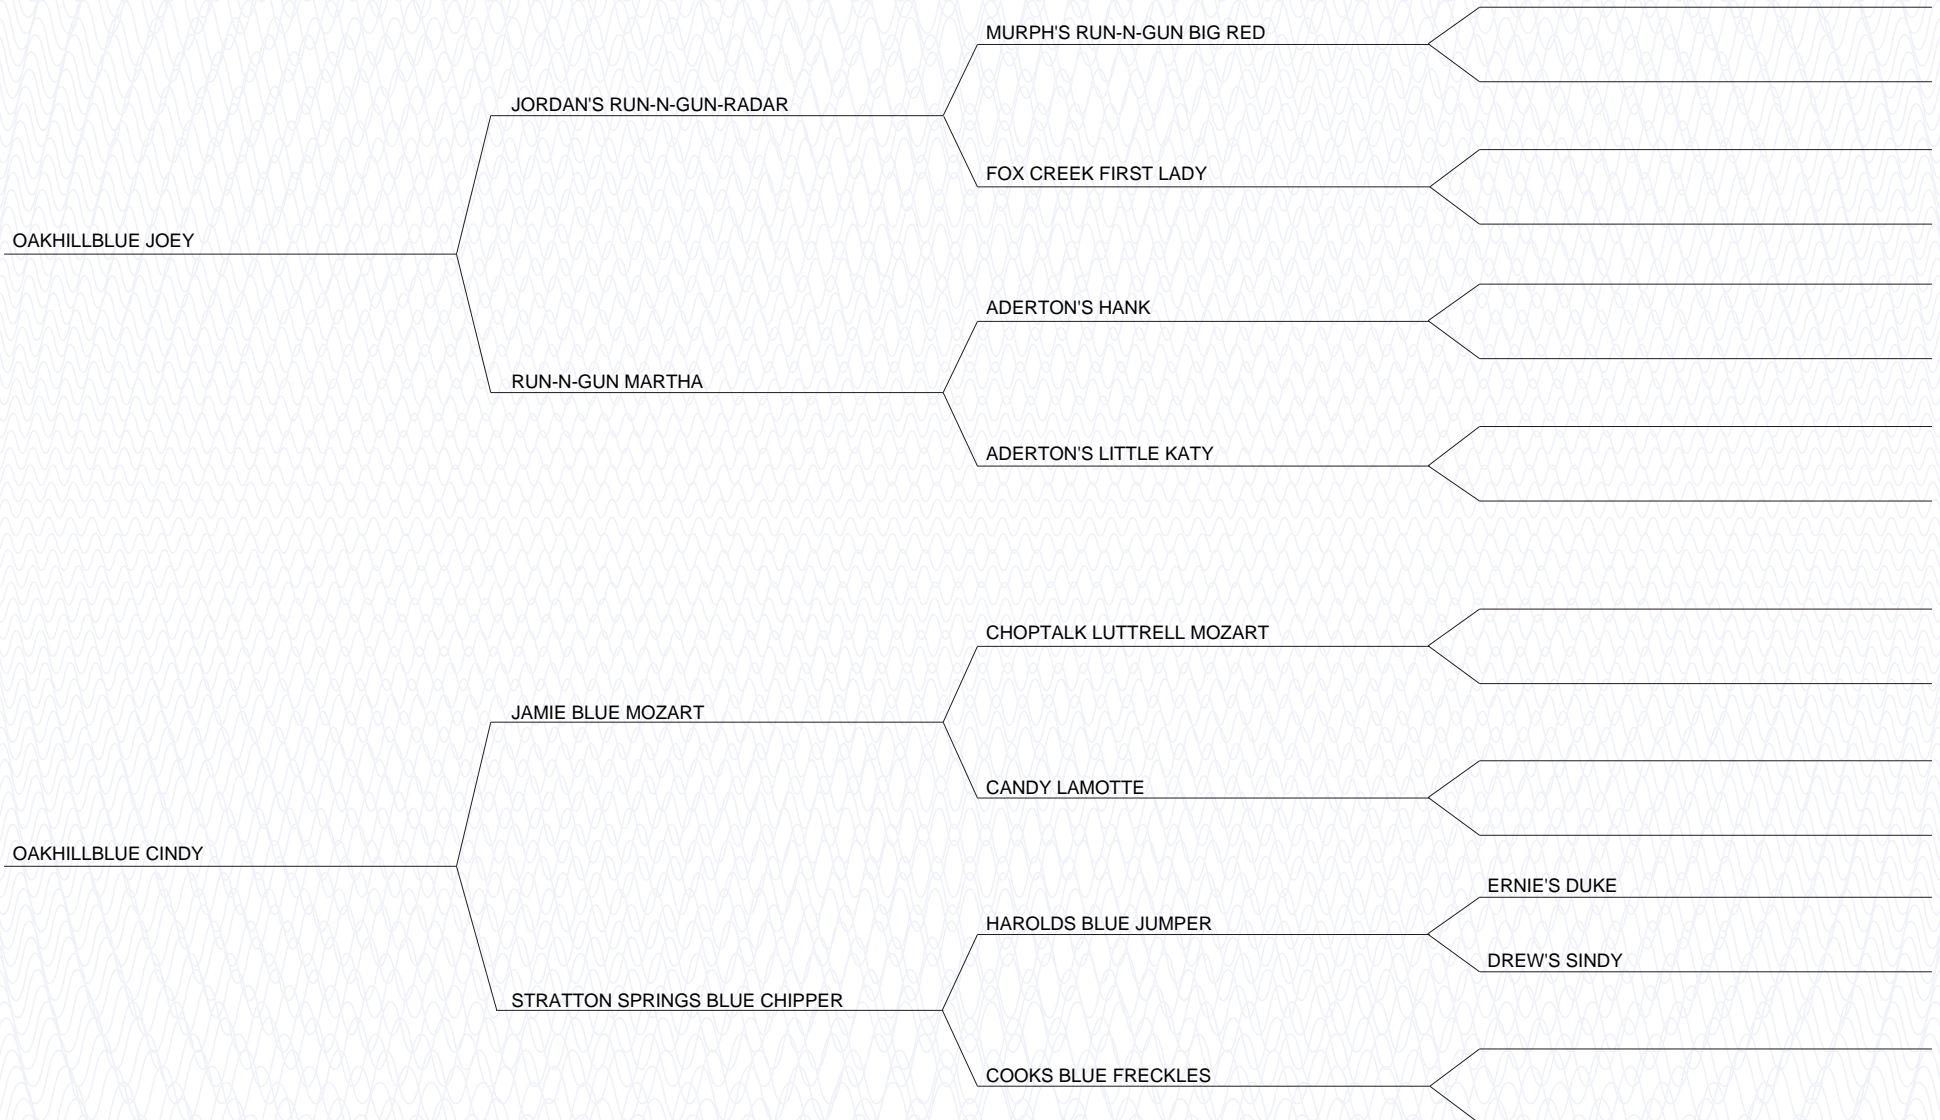 MURPH'S RUN-N-GUN BIG RED
JORDAN'S RUN-N-GUN-RADAR
FOX CREEK FIRST LADY
OAKHILLBLUE JOEY
ADERTON'S HANK
RUN-N-GUN MARTHA
ADERTON'S LITTLE KATY
CHOPTALK LUTTRELL MOZART
JAMIE BLUE MOZART
CANDY LAMOTTE
OAKHILLBLUE CINDY
ERNIE'S DUKE
HAROLDS BLUE JUMPER
DREW'S SINDY
STRATTON SPRINGS BLUE CHIPPER
COOKS BLUE FRECKLES